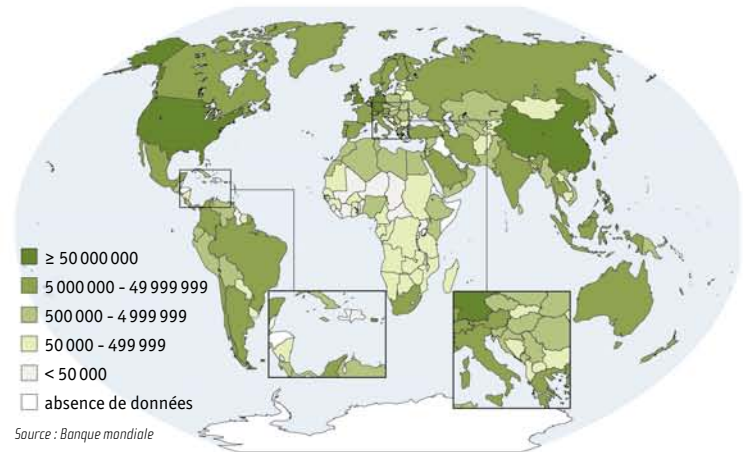 ≥ 50 000 000
5 000 000 - 49 999 999
500 000 - 4 999 999
50 000 - 499 999
< 50 000
absence de données
Source : Banque mondiale